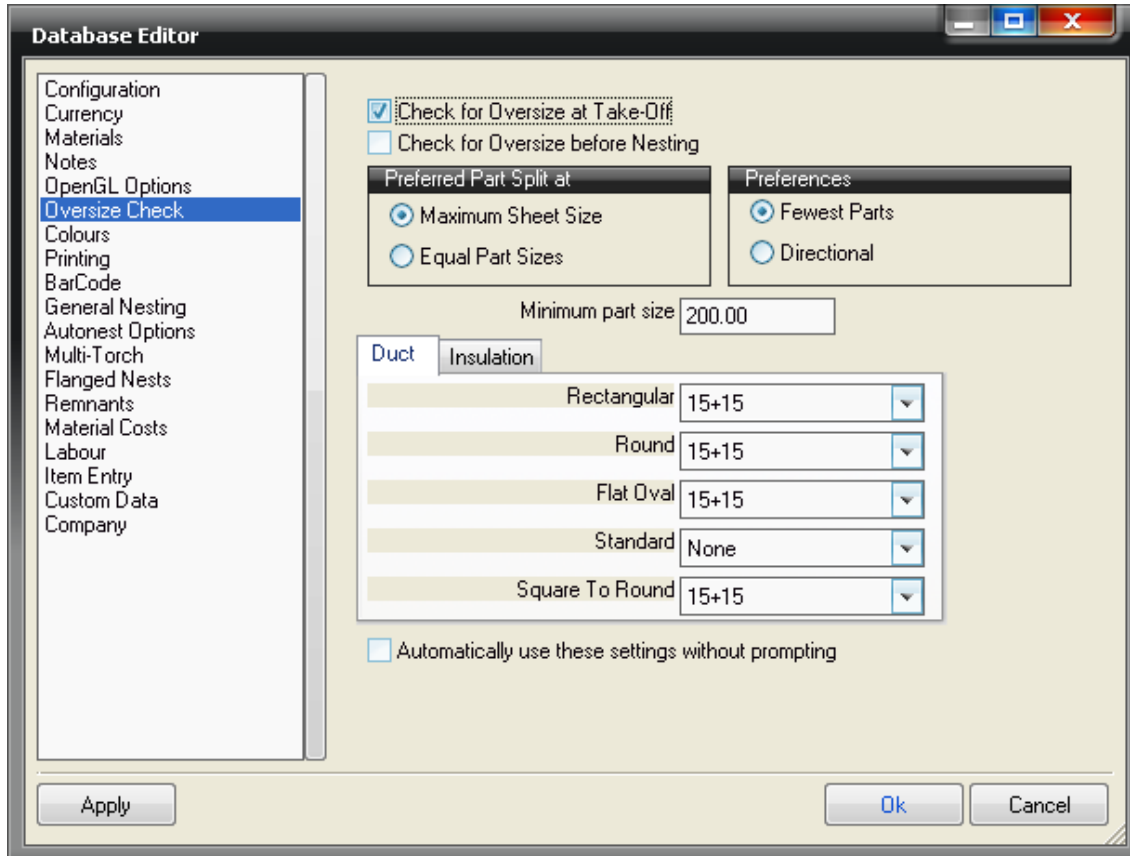 Database Editor
Configuration
Currency
Materials
Notes
OpenGL Options
Oversize Check
Colours
Printing
BarCode
General Nesting
Autonest Options
Multi-Torch
Flanged Nests
Remnants
Material Costs
Labour
Item Entry
Custom Data
Company
Check for Oversize at Take-Off
Check for Oversize before Nesting
Preferred Part Split at
Maximum Sheet Size
Equal Part Sizes
Preferences
Fewest Parts
Directional
Minimum part size 200.00
Duct Insulation
Rectangular 15+15
Round 15+15
Flat Oval 15+15
Standard None
Square To Round 15+15
Automatically use these settings without prompting
Apply Ok Cancel